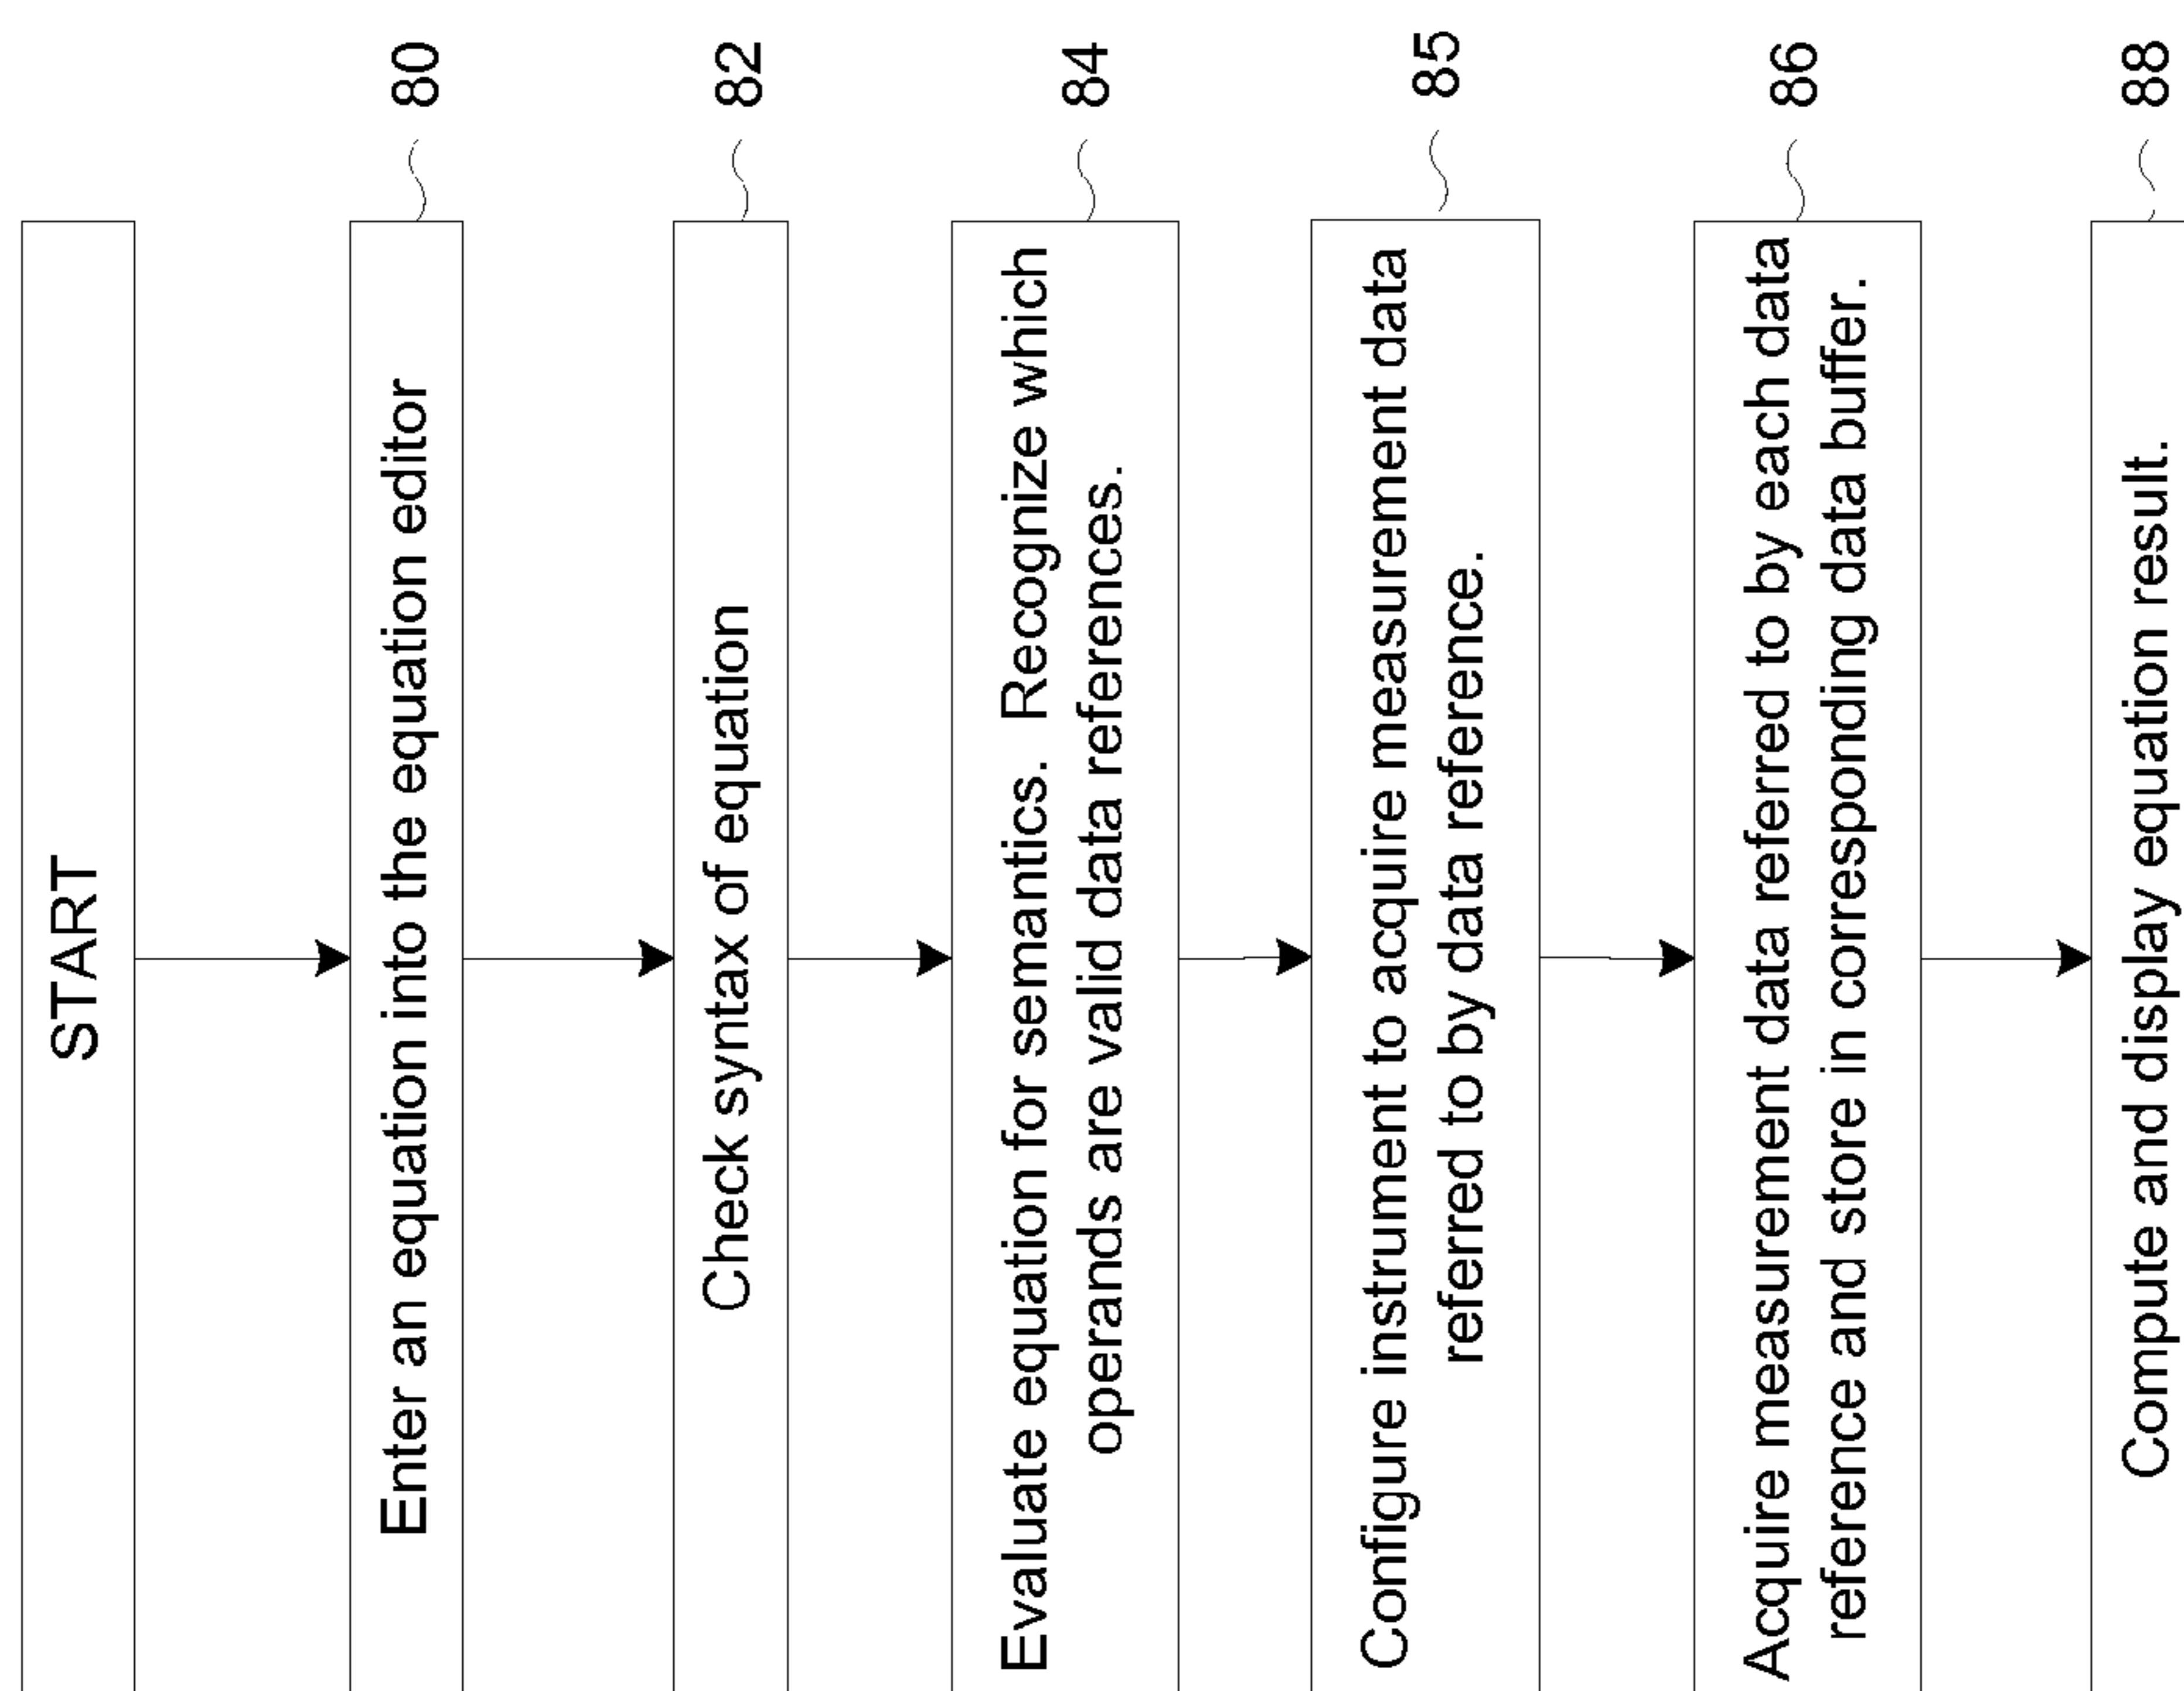 START
Enter an equation into the equation editor
80
Check syntax of equation
82
Evaluate equation for semantics. Recognize which
operands are valid data references.
84
Configure instrument to acquire measurement data
referred to by data reference.
85
Acquire measurement data referred to by each data
reference and store in corresponding data buffer.
86
Compute and display equation result.
88